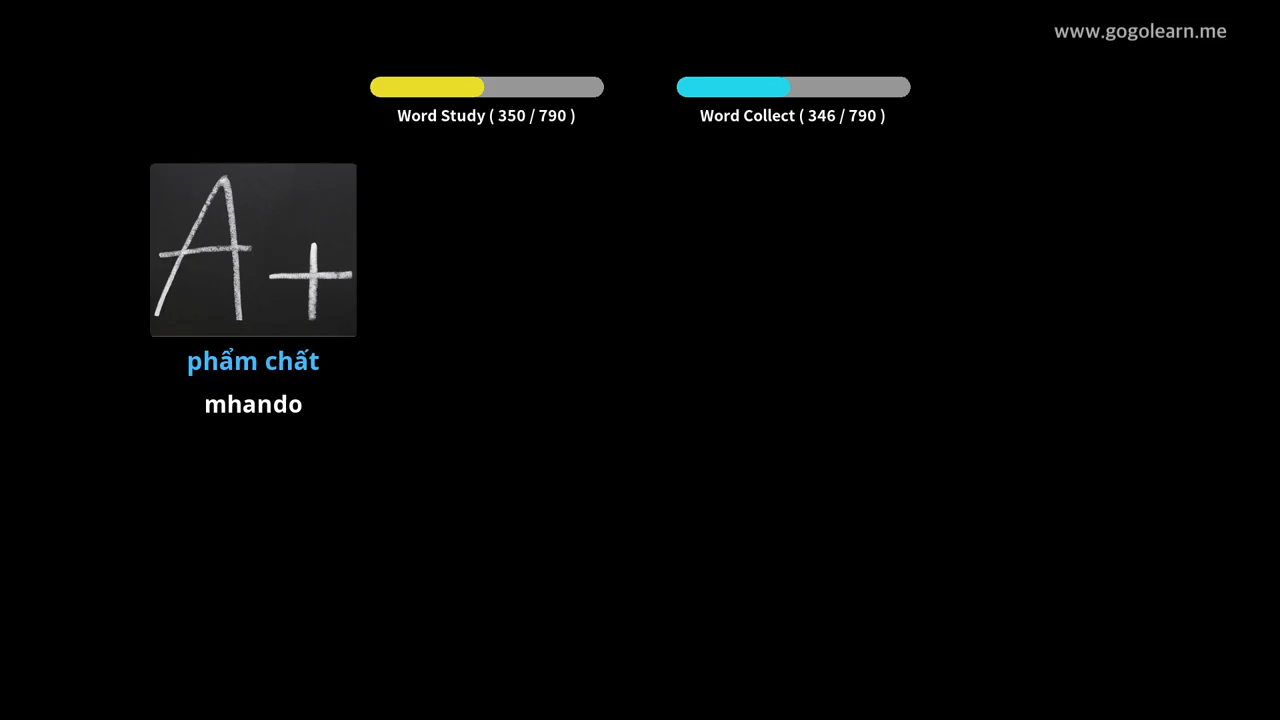 www.gogolearn.me
Word Study ( 350 / 790 )
Word Collect ( 346 / 790 )
A+
phẩm chất
mhando